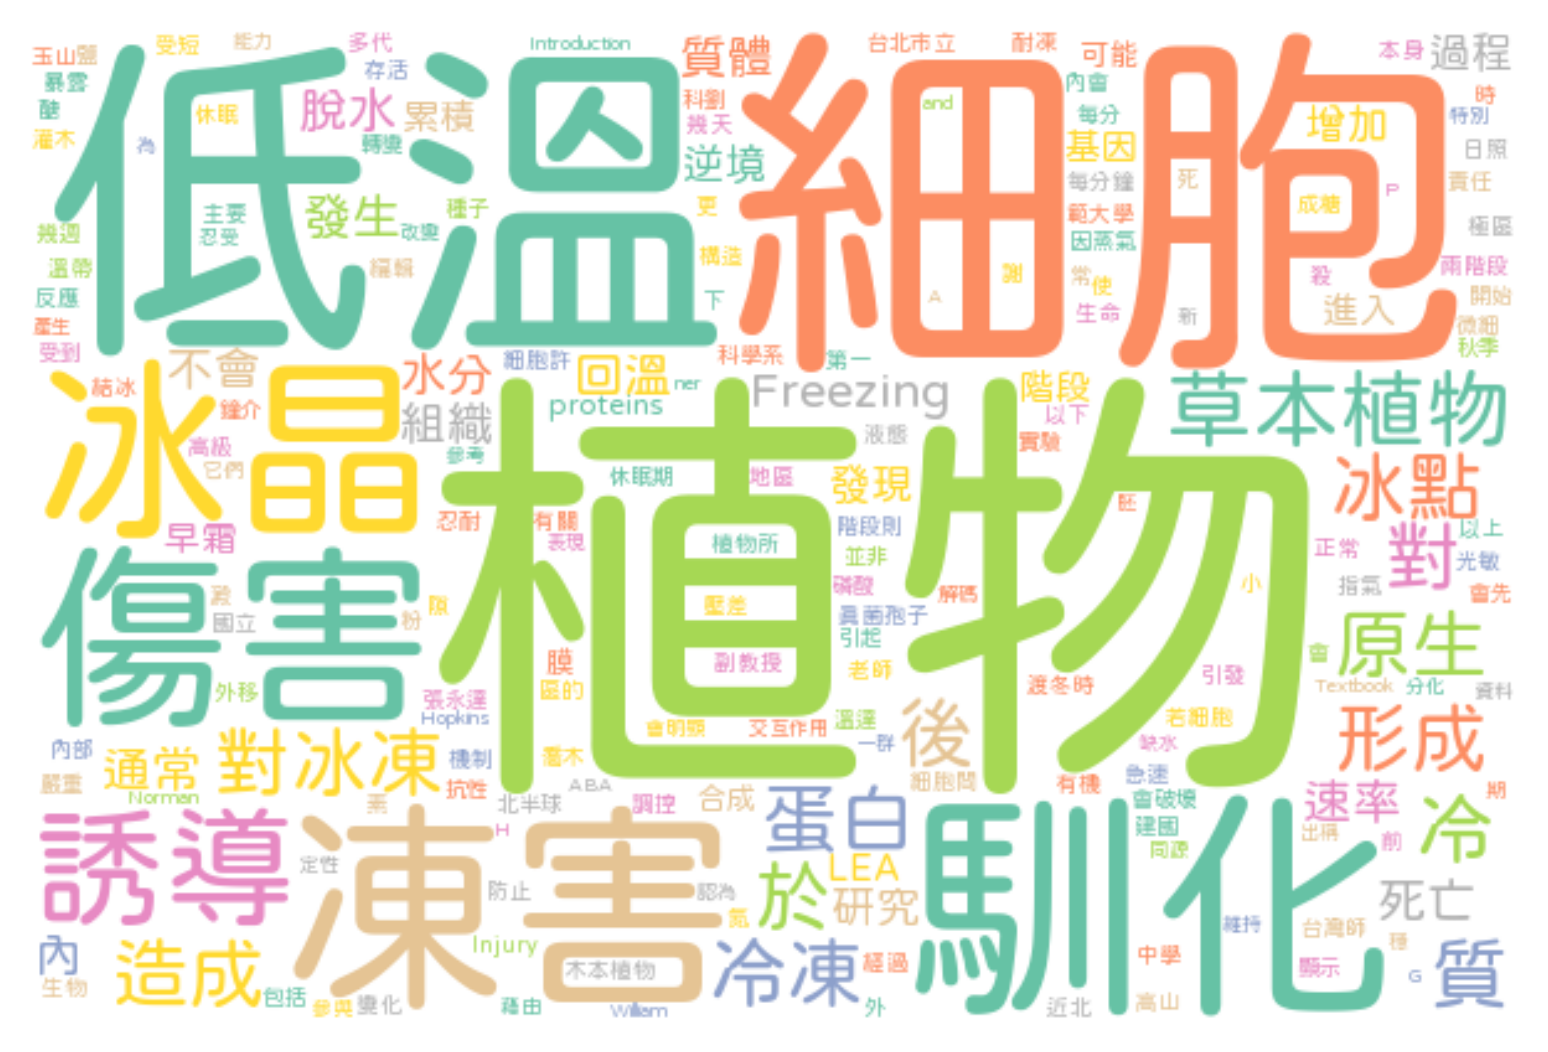 玉山鹽
受短
能力
多代
Introduction
質體
台北市立
耐凍
可能
本身
過程
暴露
存活
低溫
細胞
內會
時
醣
休眠
脫水
累積
科劉
幾天
and
每分
增加
特別
灌木
為
轉變
逆境
基因
日照
每分鐘
死
責任
P
主要
忍受
發生
種子
更
範大學
成糖
極區
幾週
改變
因蒸氣
溫帶
編輯
構造
謝
常
使
殺
兩階段
反應
下
A
生命
新
進入
開始
產生
微細
受到
不會
水分
細胞許
回溫
科學系
第一
秋季
結冰
ner
Freezing
階段
草本植物
冰晶
鐘介
組織
proteins
以下
植物
高級
它們
參考
液態
實驗
休眠期
地區
發現
冰點
早霜
忍耐
有關
表現
階段則
胚
對
以上
植物所
並非
正常
光敏
傷害
澱
國立
粉
隙
壓差
磷酸
解碼
小
指氣
會先
真菌孢子
引起
原生
膜
副教授
老師
會
外移
張永達
區的
渡冬時
引發
Textbook
分化
資料
Hopkins
會明顯
交互作用
溫達
一群
後
若細胞
形成
內部
通常
對冰凍
機制
灌木
缺水
嚴重
Norman
抗性
ABA
細胞間
有機
急速
燕
北半球
調控
合成
蛋白
會破壞
速率
冷
期
誘導
凍害
H
建國
馴化
出稱
前
定性
同源
防止
認為
於
LEA
研究
死亡
內
氮
維持
台灣師
造成
Injury
冷凍
經過
中學
種
質
生物
包括
木本植物
顯示
G
參與
變化
藉由
William
外
近北
高山